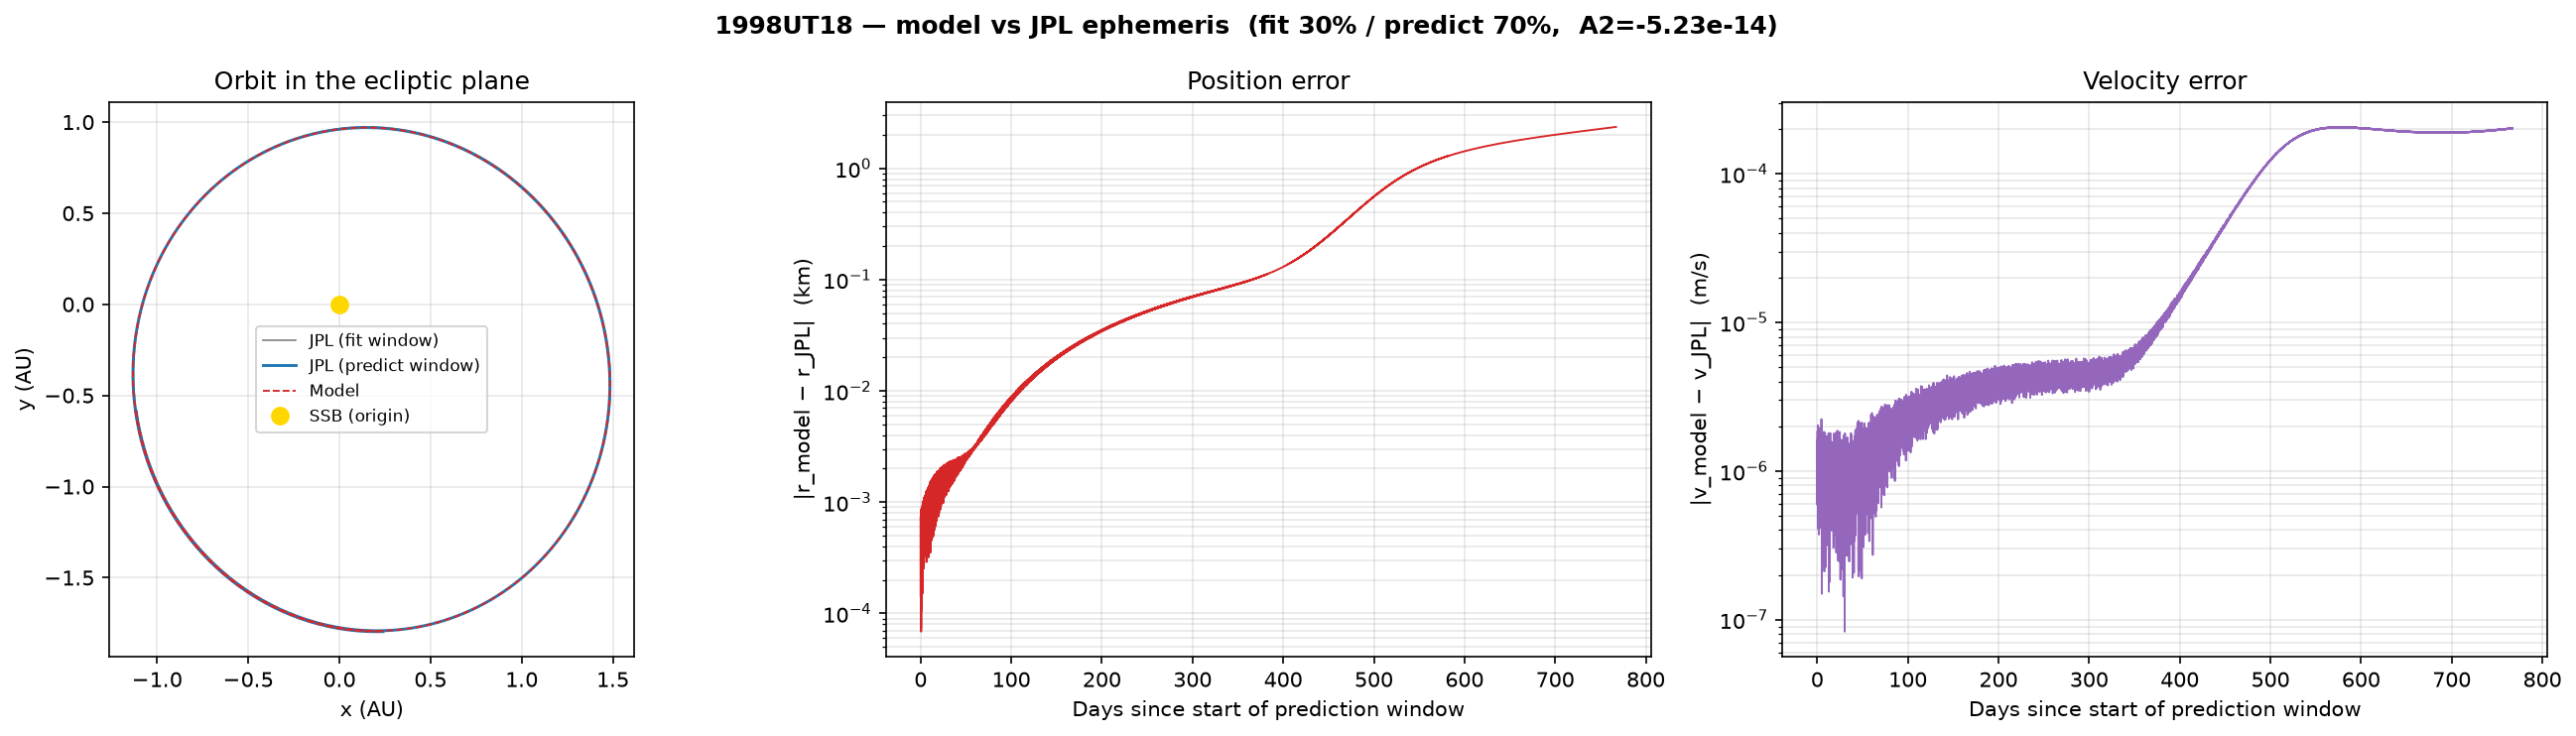 1998UT18 — model vs JPL ephemeris  (fit 30% / predict 70%,  A2=-5.23e-14)
Orbit in the ecliptic plane
y (AU)
1.0
0.5
0.0
−0.5
−1.0
−1.5
JPL (fit window)
JPL (predict window)
Model
SSB (origin)
−1.0 −0.5 0.0 0.5 1.0 1.5
x (AU)
Position error
|r_model − r_JPL|  (km)
10⁰
10⁻¹
10⁻²
10⁻³
10⁻⁴
0 100 200 300 400 500 600 700 800
Days since start of prediction window
Velocity error
|v_model − v_JPL|  (m/s)
10⁻⁴
10⁻⁵
10⁻⁶
10⁻⁷
0 100 200 300 400 500 600 700 800
Days since start of prediction window